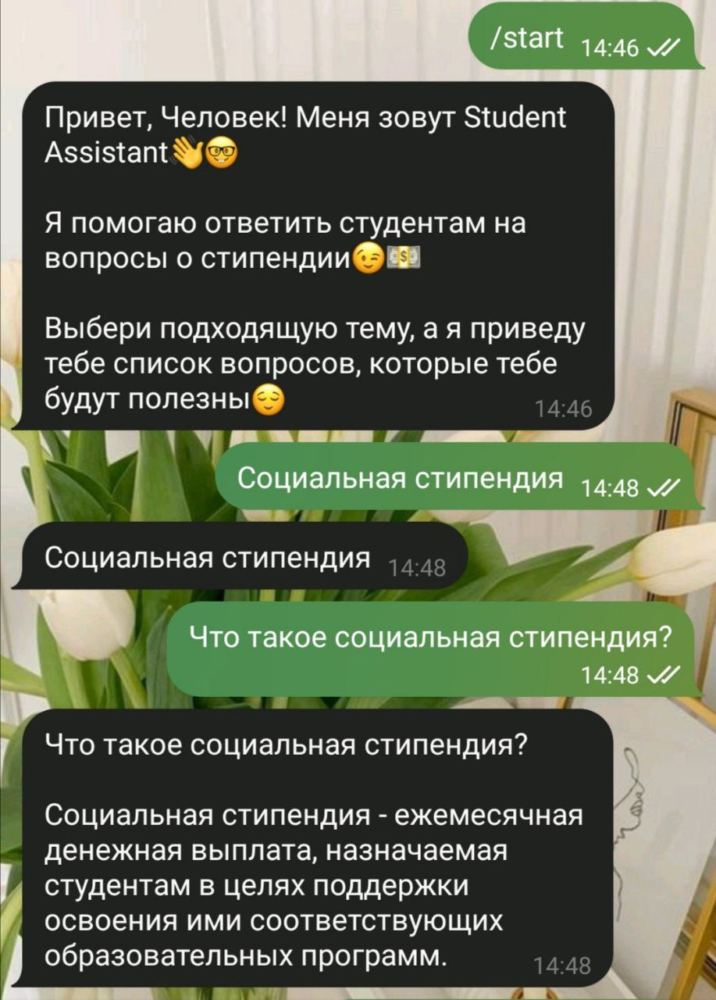 /start 14:46
Привет, Человек! Меня зовут Student
Assistant👋🤓
Я помогаю ответить студентам на
вопросы о стипендии😉💵
Выбери подходящую тему, а я приведу
тебе список вопросов, которые тебе
будут полезны😌 14:46
Социальная стипендия 14:48
Социальная стипендия 14:48
Что такое социальная стипендия?
14:48
Что такое социальная стипендия?
Социальная стипендия - ежемесячная
денежная выплата, назначаемая
студентам в целях поддержки
освоения ими соответствующих
образовательных программ. 14:48